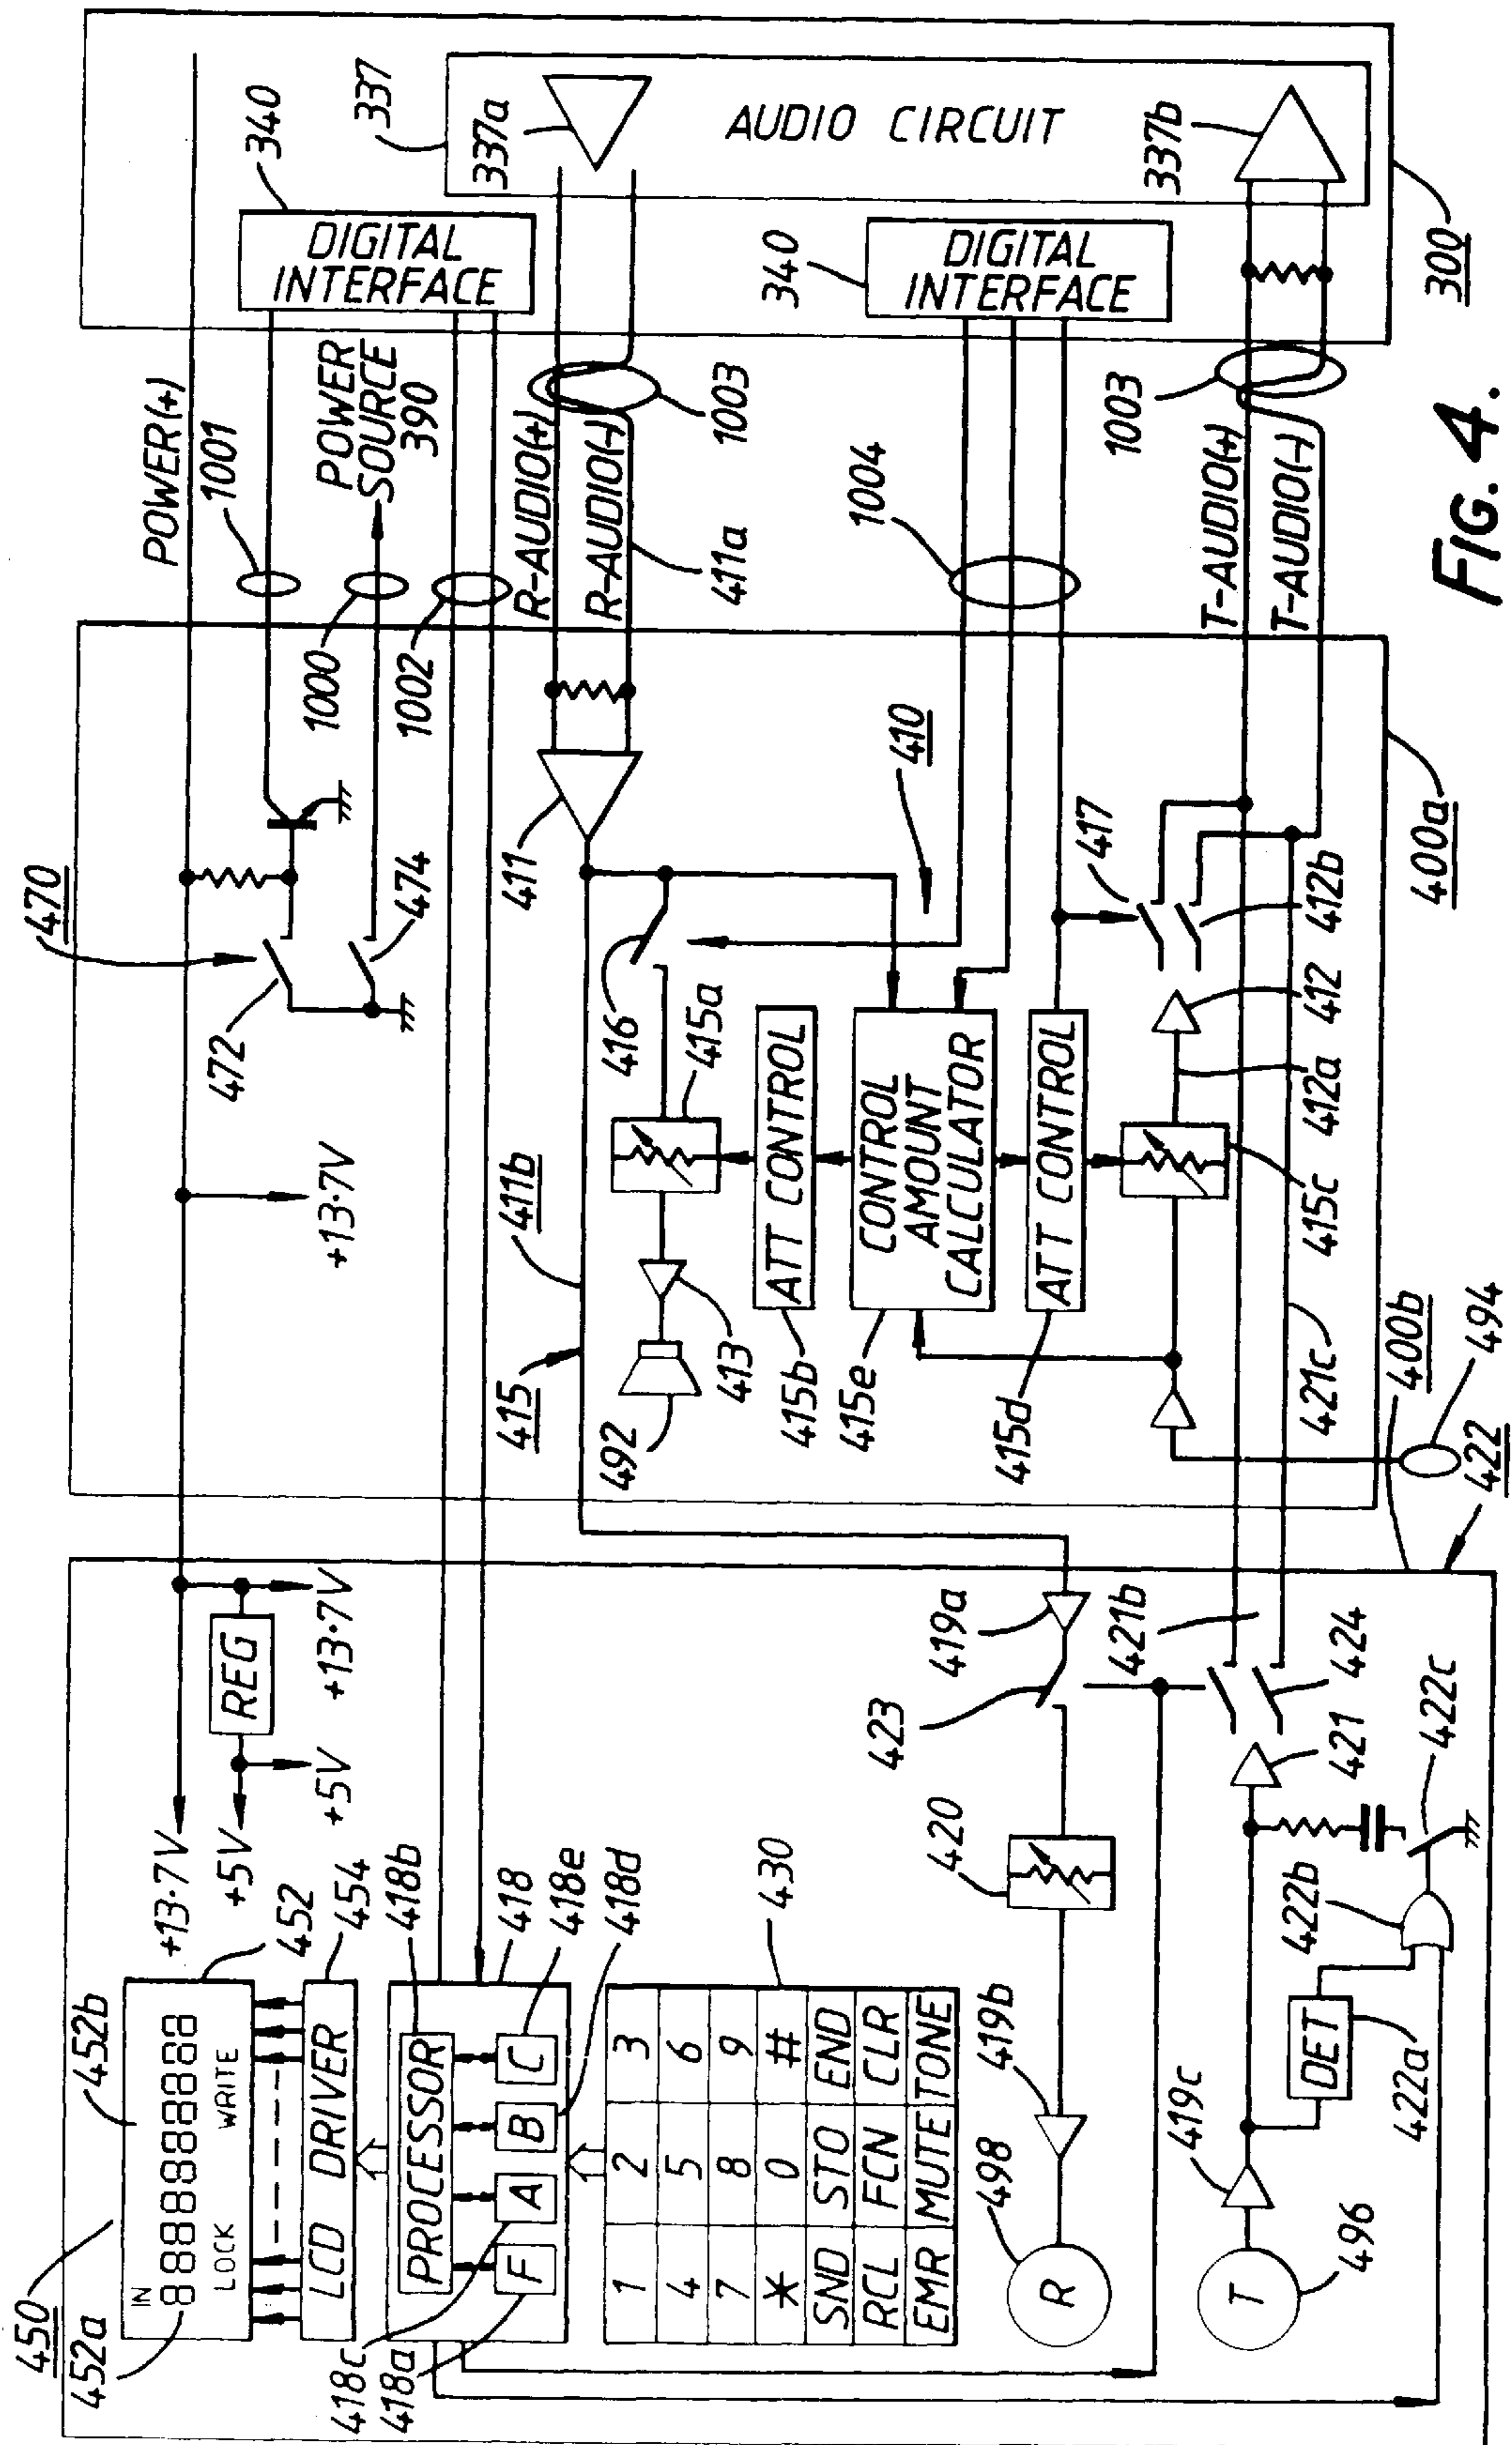 450
452a
452b
IN
8888888888888
LOCK WRITE
452
LCD DRIVER
454
+13·7V
+5V
REG
+5V
+13·7V
418c
418a
PROCESSOR
F A B C
418b
418
418e
418d
1 2 3
4 5 6
7 8 9
* 0 #
SND STO END
RCL FCN CLR
EMR MUTE TONE
430
R
498
419b
420
423
419a
T
496
419c
DET
422a
422b
422c
421
424
421b
422
400b
494
+13·7V
470
472
474
POWER(+)
1001
1000
POWER
SOURCE
390
1002
415
411b
411
R-AUDIO(+)
R-AUDIO(-)
411a
1003
492
413
415a
416
410
415b
ATT CONTROL
415e
CONTROL
AMOUNT
CALCULATOR
415d
ATT CONTROL
1004
417
421c
415c
412a
412
412b
T-AUDIO(+)
T-AUDIO(-)
1003
400a
340
DIGITAL
INTERFACE
337
337a
AUDIO CIRCUIT
340
DIGITAL
INTERFACE
337b
300
FIG. 4.